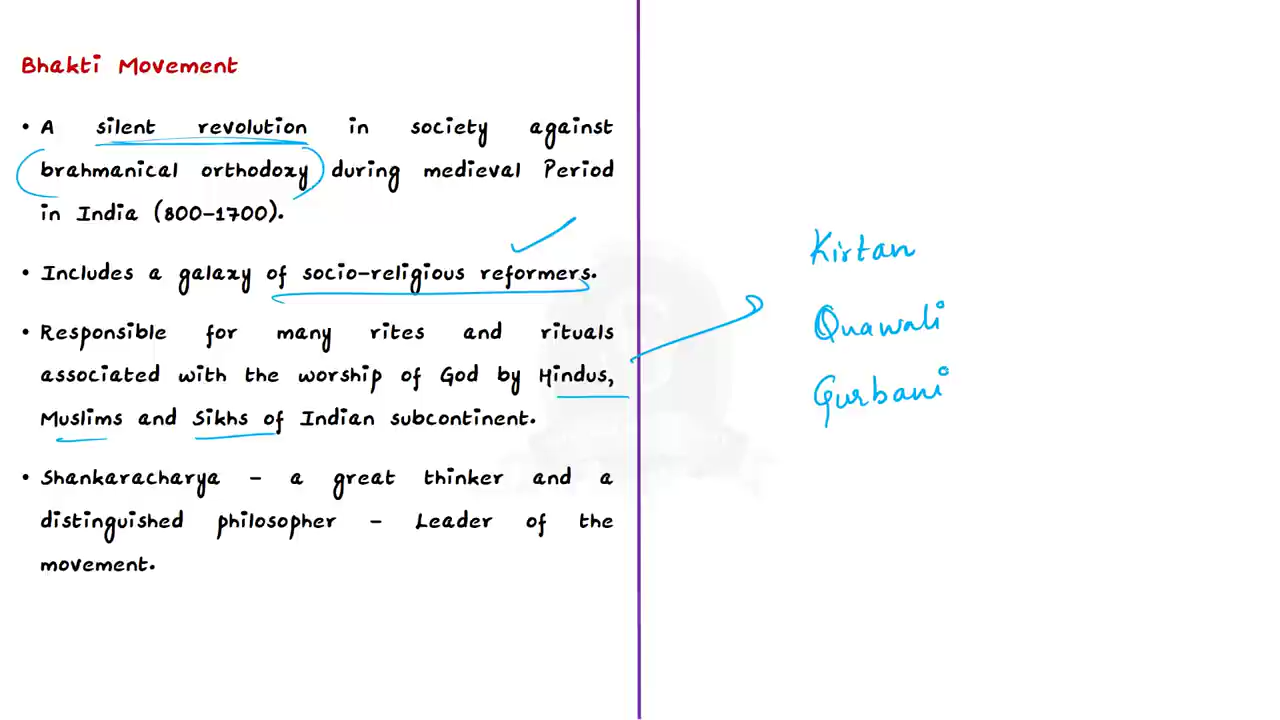 Bhakti Movement
• A silent revolution in society against
brahmanical orthodoxy during medieval Period
in India (800-1700).
• Includes a galaxy of socio-religious reformers.
• Responsible for many rites and rituals
associated with the worship of God by Hindus,
Muslims and Sikhs of Indian subcontinent.
• Shankaracharya - a great thinker and a
distinguished philosopher - Leader of the
movement.
Kirtan
Quawali
Gurbani